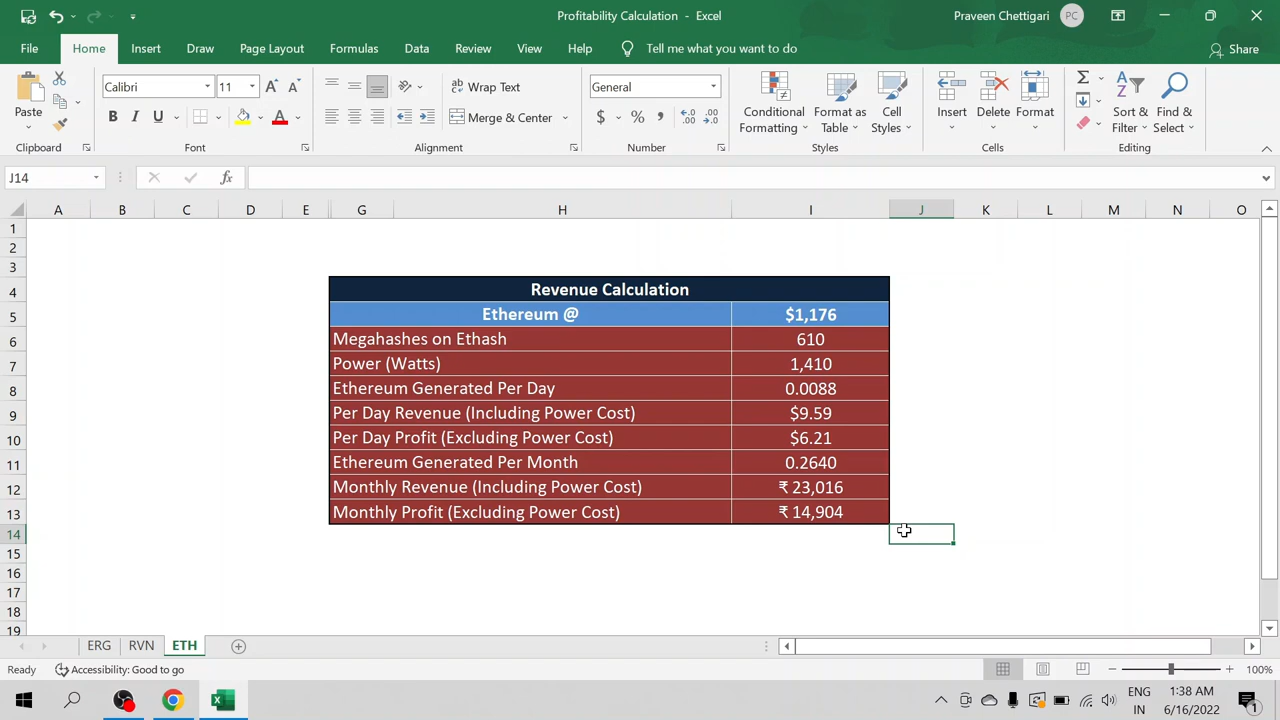 Profitability Calculation - Excel
Praveen Chettigari PC
File Home Insert Draw Page Layout Formulas Data Review View Help Tell me what you want to do Share
Paste
Clipboard
Calibri 11
B I U
Font
Wrap Text
Merge & Center
Alignment
General
$ %
Number
Conditional Formatting
Format as Table
Cell Styles
Styles
Insert Delete Format
Cells
Sort & Filter
Find & Select
Editing
J14
fx
A B C D E G H I J K L M N O
1
2
3
4 Revenue Calculation
5 Ethereum @ $1,176
6 Megahashes on Ethash 610
7 Power (Watts) 1,410
8 Ethereum Generated Per Day 0.0088
9 Per Day Revenue (Including Power Cost) $9.59
10 Per Day Profit (Excluding Power Cost) $6.21
11 Ethereum Generated Per Month 0.2640
12 Monthly Revenue (Including Power Cost) ₹ 23,016
13 Monthly Profit (Excluding Power Cost) ₹ 14,904
14
15
16
17
18
19
ERG RVN ETH
Ready Accessibility: Good to go 100%
ENG IN
1:38 AM
6/16/2022
1